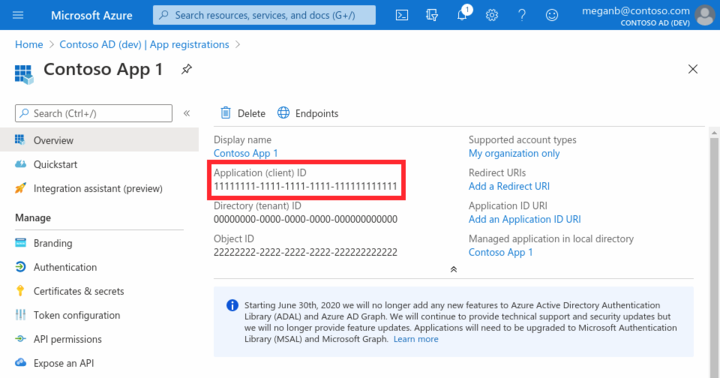 Microsoft Azure
Search resources, services, and docs (G+/)
1
meganb@contoso.com
CONTOSO AD (DEV)
Home > Contoso AD (dev) | App registrations >
Contoso App 1
Search (Ctrl+/)
«
Overview
Quickstart
Integration assistant (preview)
Manage
Branding
Authentication
Certificates & secrets
Token configuration
API permissions
Expose an API
Delete
Endpoints
Display name
Contoso App 1
Application (client) ID
11111111-1111-1111-1111-111111111111
Directory (tenant) ID
00000000-0000-0000-0000-000000000000
Object ID
22222222-2222-2222-2222-222222222222
Supported account types
My organization only
Redirect URIs
Add a Redirect URI
Application ID URI
Add an Application ID URI
Managed application in local directory
Contoso App 1
Starting June 30th, 2020 we will no longer add any new features to Azure Active Directory Authentication
Library (ADAL) and Azure AD Graph. We will continue to provide technical support and security updates but
we will no longer provide feature updates. Applications will need to be upgraded to Microsoft Authentication
Library (MSAL) and Microsoft Graph. Learn more